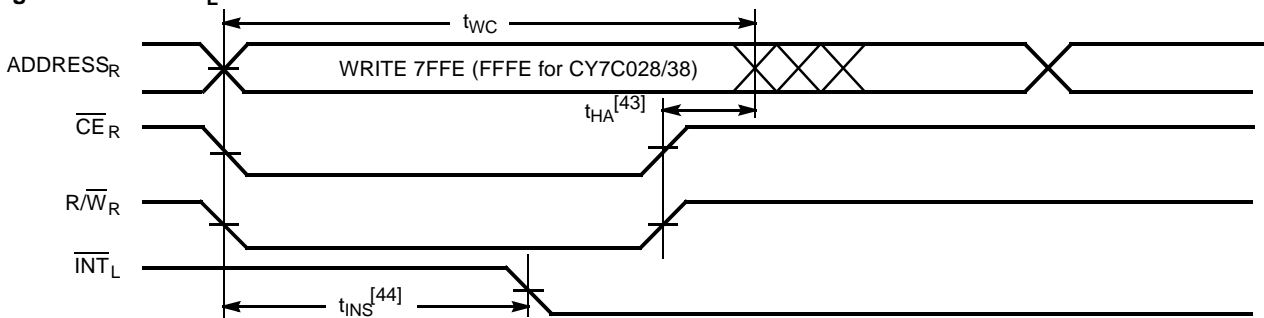 L
tWC
ADDRESSR
WRITE 7FFE (FFFE for CY7C028/38)
tHA[43]
CER
R/WR
INTL
tINS[44]